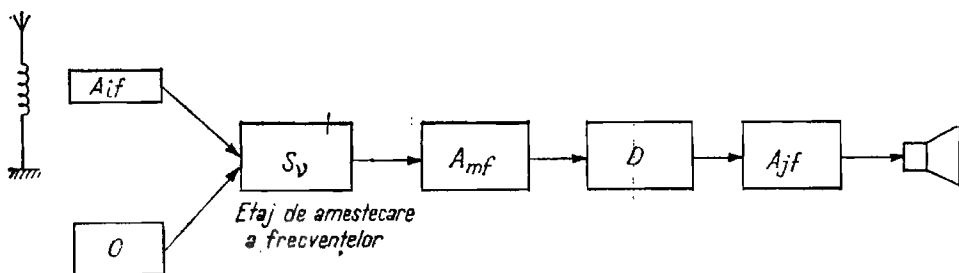 Aif
Sν
Amf
D
Ajf
O
Etaj de amestecare
a frecvențelor